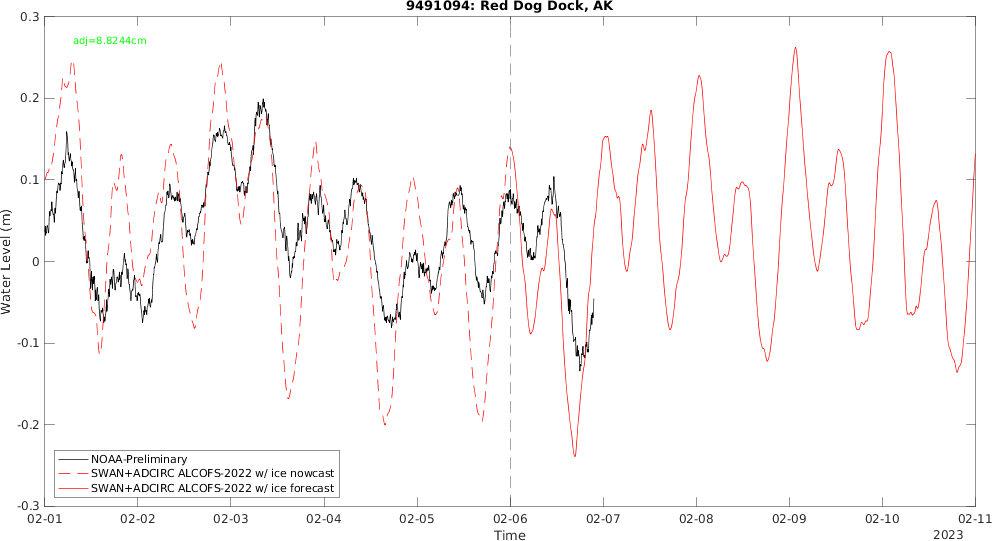 9491094: Red Dog Dock, AK
adj=8.8244cm
0.3
0.2
0.1
0
-0.1
-0.2
-0.3
Water Level (m)
NOAA-Preliminary
SWAN+ADCIRC ALCOFS-2022 w/ ice nowcast
SWAN+ADCIRC ALCOFS-2022 w/ ice forecast
02-01 02-02 02-03 02-04 02-05 02-06 02-07 02-08 02-09 02-10 02-11
Time
2023